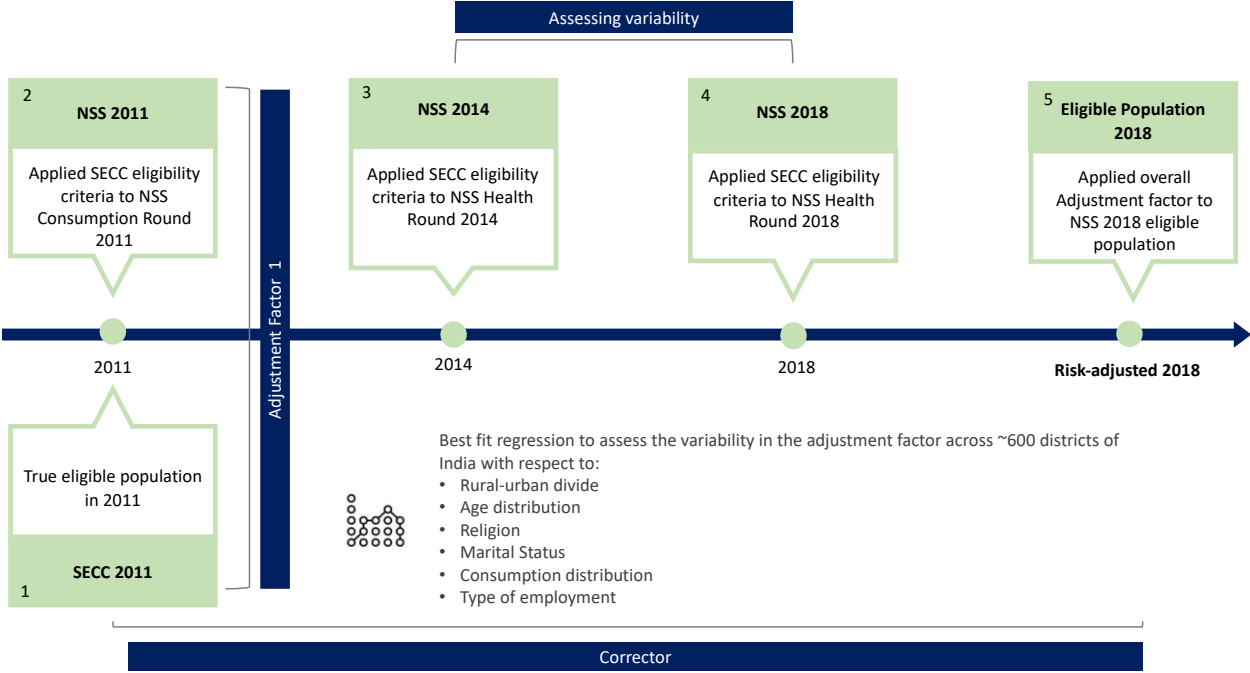 Assessing variability
2
NSS 2011
Applied SECC eligibility
criteria to NSS
Consumption Round
2011
Adjustment Factor 1
3
NSS 2014
Applied SECC eligibility
criteria to NSS Health
Round 2014
4
NSS 2018
Applied SECC eligibility
criteria to NSS Health
Round 2018
5
Eligible Population
2018
Applied overall
Adjustment factor to
NSS 2018 eligible
population
2011
2014
2018
Risk-adjusted 2018
True eligible population
in 2011
SECC 2011
1
Best fit regression to assess the variability in the adjustment factor across ~600 districts of
India with respect to:
• Rural-urban divide
• Age distribution
• Religion
• Marital Status
• Consumption distribution
• Type of employment
Corrector